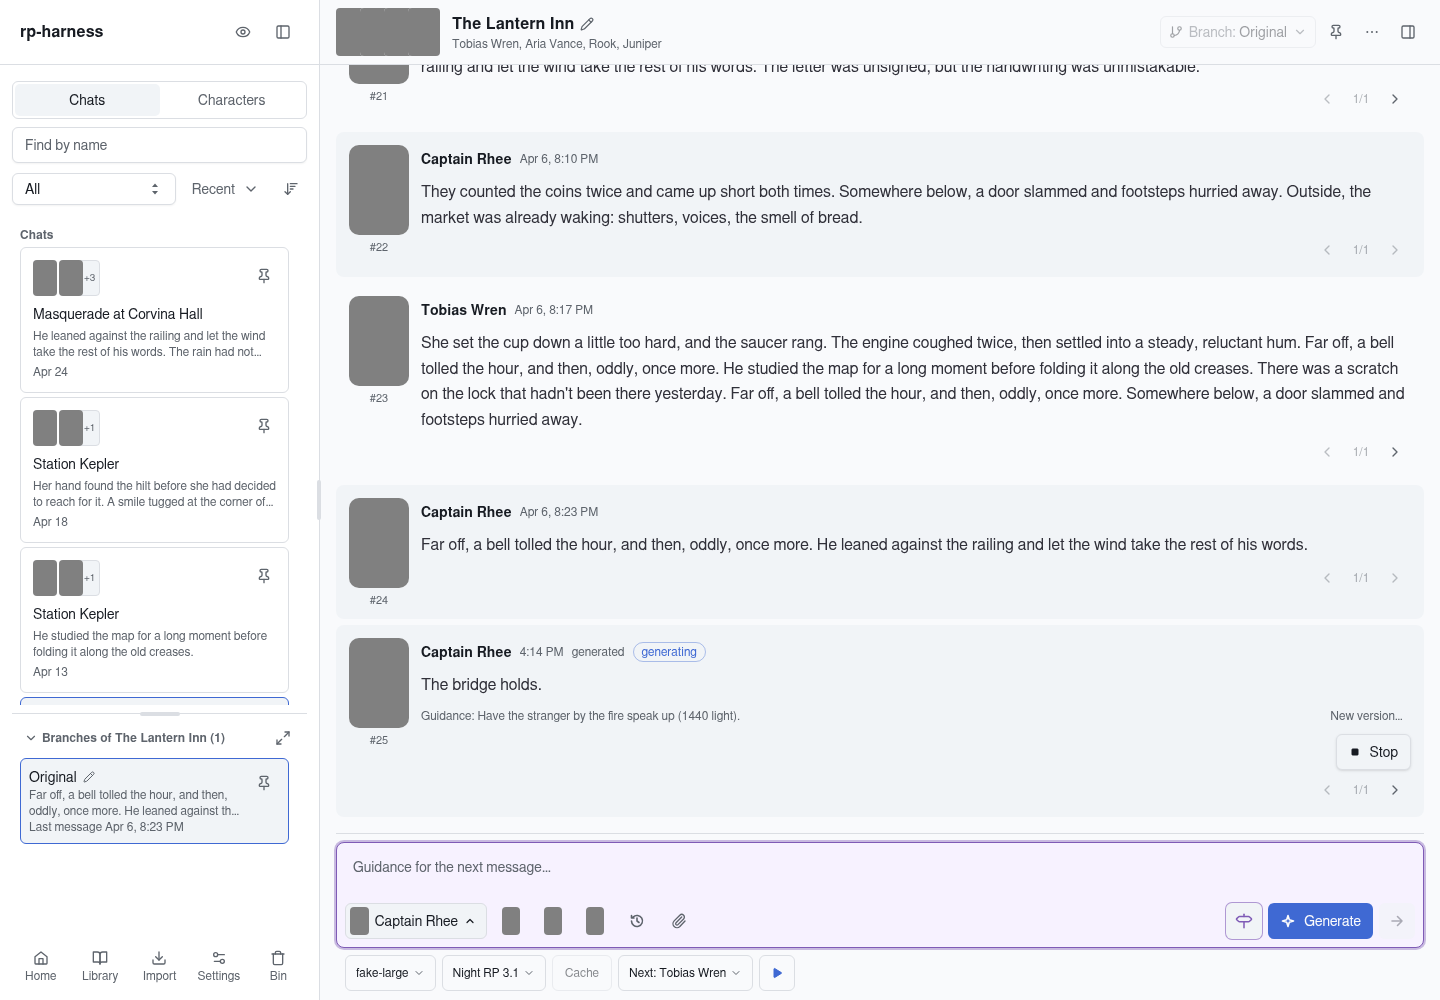 rp-harness
Chats
Characters
Find by name
All
Recent
Chats
+3
Masquerade at Corvina Hall
He leaned against the railing and let the wind
take the rest of his words. The rain had not...
Apr 24
+1
Station Kepler
Her hand found the hilt before she had decided
to reach for it. A smile tugged at the corner of...
Apr 18
+1
Station Kepler
He studied the map for a long moment before
folding it along the old creases.
Apr 13
Branches of The Lantern Inn (1)
Original
Far off, a bell tolled the hour, and then,
oddly, once more. He leaned against th...
Last message Apr 6, 8:23 PM
Home
Library
Import
Settings
Bin
The Lantern Inn
Tobias Wren, Aria Vance, Rook, Juniper
Branch: Original
railing and let the wind take the rest of his words. The letter was unsigned, but the handwriting was unmistakable.
#21
1/1
Captain Rhee Apr 6, 8:10 PM
They counted the coins twice and came up short both times. Somewhere below, a door slammed and footsteps hurried away. Outside, the
market was already waking: shutters, voices, the smell of bread.
#22
1/1
Tobias Wren Apr 6, 8:17 PM
She set the cup down a little too hard, and the saucer rang. The engine coughed twice, then settled into a steady, reluctant hum. Far off, a bell
tolled the hour, and then, oddly, once more. He studied the map for a long moment before folding it along the old creases. There was a scratch
on the lock that hadn't been there yesterday. Far off, a bell tolled the hour, and then, oddly, once more. Somewhere below, a door slammed and
footsteps hurried away.
#23
1/1
Captain Rhee Apr 6, 8:23 PM
Far off, a bell tolled the hour, and then, oddly, once more. He leaned against the railing and let the wind take the rest of his words.
#24
1/1
Captain Rhee 4:14 PM generated generating
The bridge holds.
Guidance: Have the stranger by the fire speak up (1440 light).
New version...
#25
Stop
1/1
Guidance for the next message...
Captain Rhee
Generate
fake-large
Night RP 3.1
Cache
Next: Tobias Wren